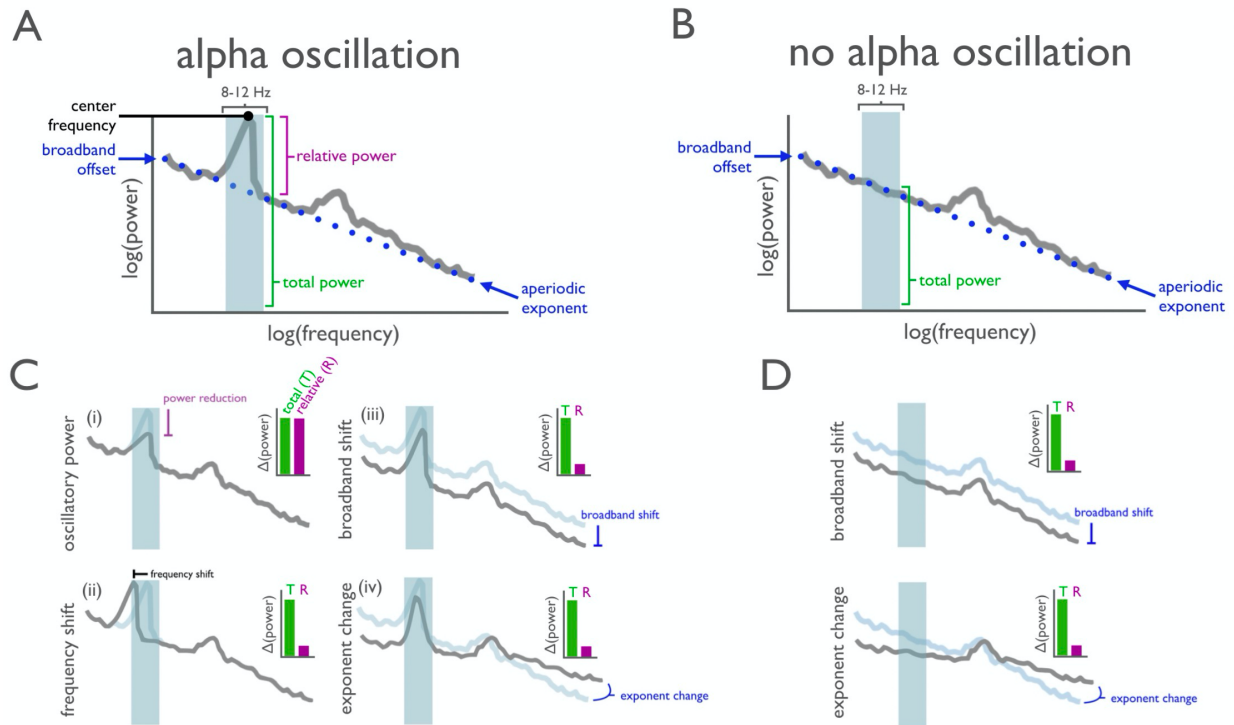 A
alpha oscillation
8-12 Hz
center
frequency
broadband
offset
relative power
total power
aperiodic
exponent
log(power)
log(frequency)
B
no alpha oscillation
8-12 Hz
broadband
offset
total power
aperiodic
exponent
log(power)
log(frequency)
C
(i)
oscillatory power
power reduction
Δ(power)
total (T)
relative (R)
(iii)
broadband shift
T R
Δ(power)
broadband shift
(ii)
frequency shift
frequency shift
T R
Δ(power)
(iv)
exponent change
T R
Δ(power)
exponent change
D
broadband shift
T R
Δ(power)
broadband shift
exponent change
T R
Δ(power)
exponent change